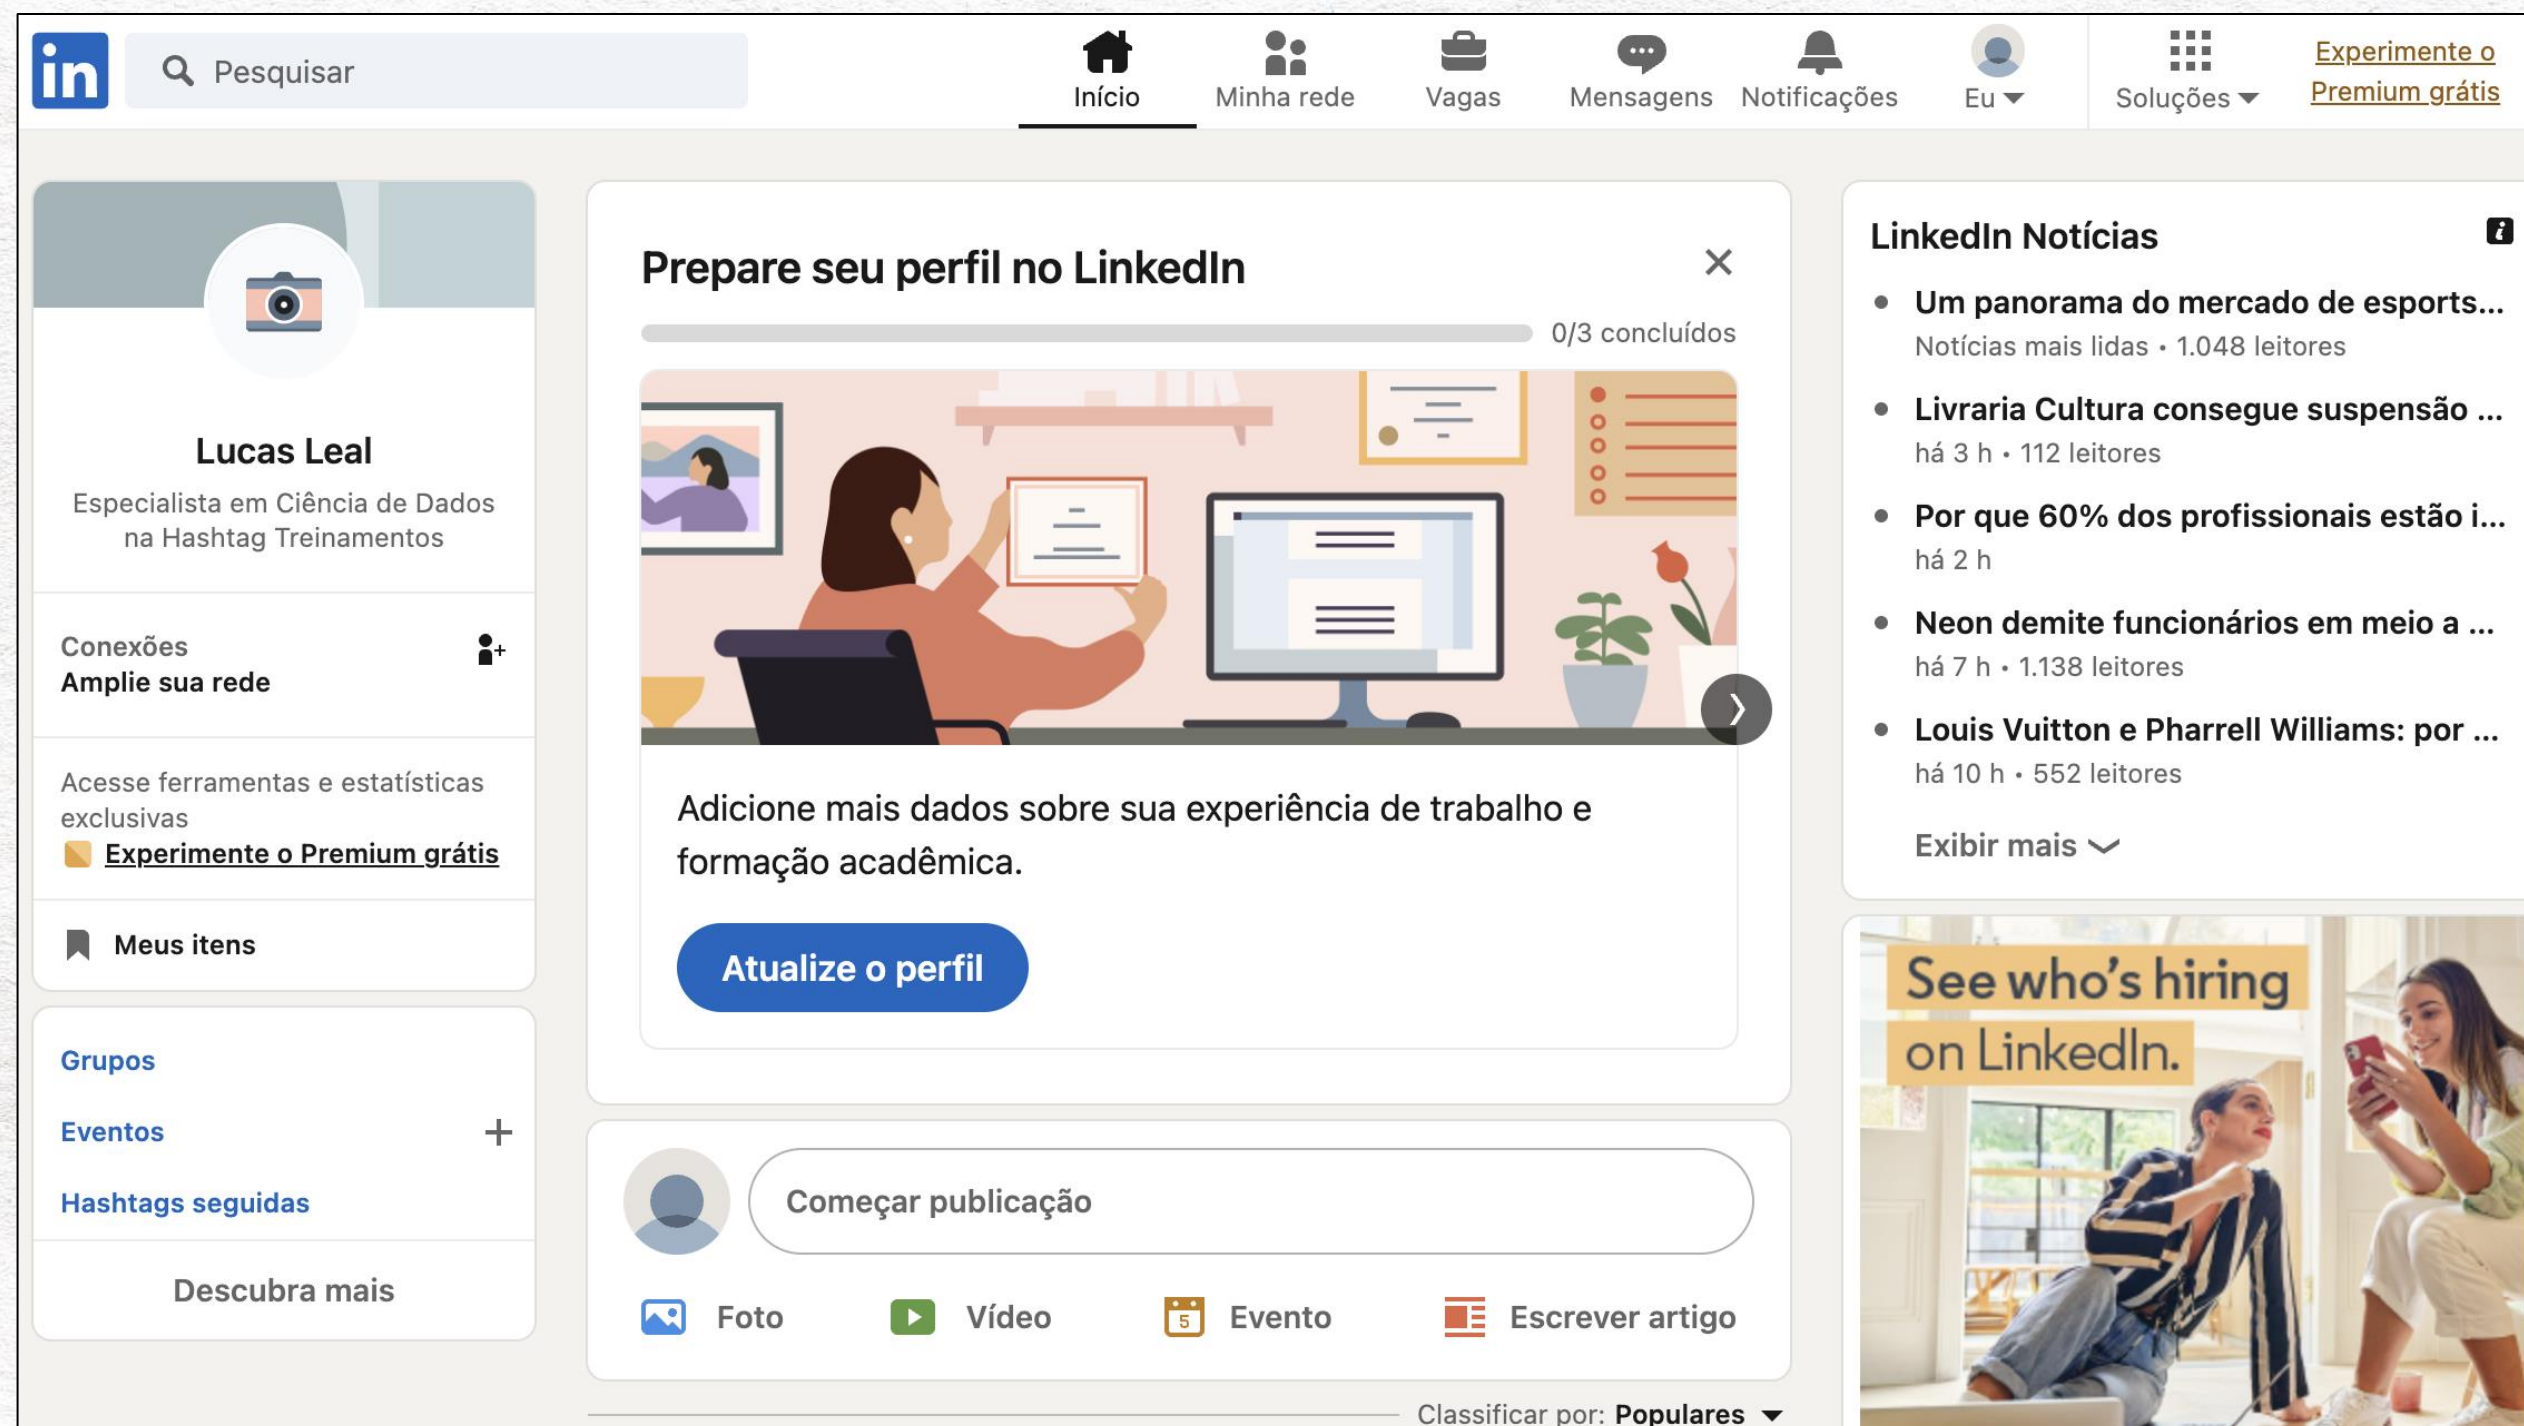 in
Pesquisar
Início
Minha rede
Vagas
Mensagens
Notificações
Eu
Soluções
Experimente o
Premium grátis
Lucas Leal
Especialista em Ciência de Dados
na Hashtag Treinamentos
Conexões
Amplie sua rede
Acesse ferramentas e estatísticas
exclusivas
Experimente o Premium grátis
Meus itens
Grupos
Eventos
Hashtags seguidas
Descubra mais
Prepare seu perfil no LinkedIn
0/3 concluídos
Adicione mais dados sobre sua experiência de trabalho e
formação acadêmica.
Atualize o perfil
Começar publicação
Foto
Vídeo
5
Evento
Escrever artigo
Classificar por: Populares
LinkedIn Notícias
i
Um panorama do mercado de esports...
Notícias mais lidas • 1.048 leitores
Livraria Cultura consegue suspensão ...
há 3 h • 112 leitores
Por que 60% dos profissionais estão i...
há 2 h
Neon demite funcionários em meio a ...
há 7 h • 1.138 leitores
Louis Vuitton e Pharrell Williams: por ...
há 10 h • 552 leitores
Exibir mais
See who's hiring
on LinkedIn.